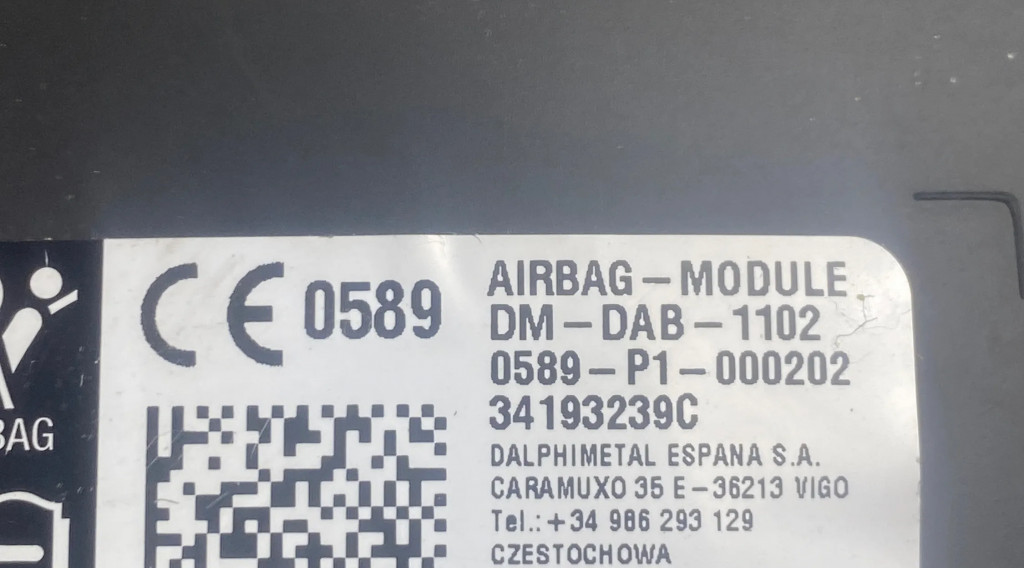 CE 0589
AIRBAG-MODULE
DM-DAB-1102
0589-P1-000202
34193239C
DALPHIMETAL ESPANA S.A.
CARAMUXO 35 E-36213 VIGO
Tel.: +34 986 293 129
CZESTOCHOWA
BAG